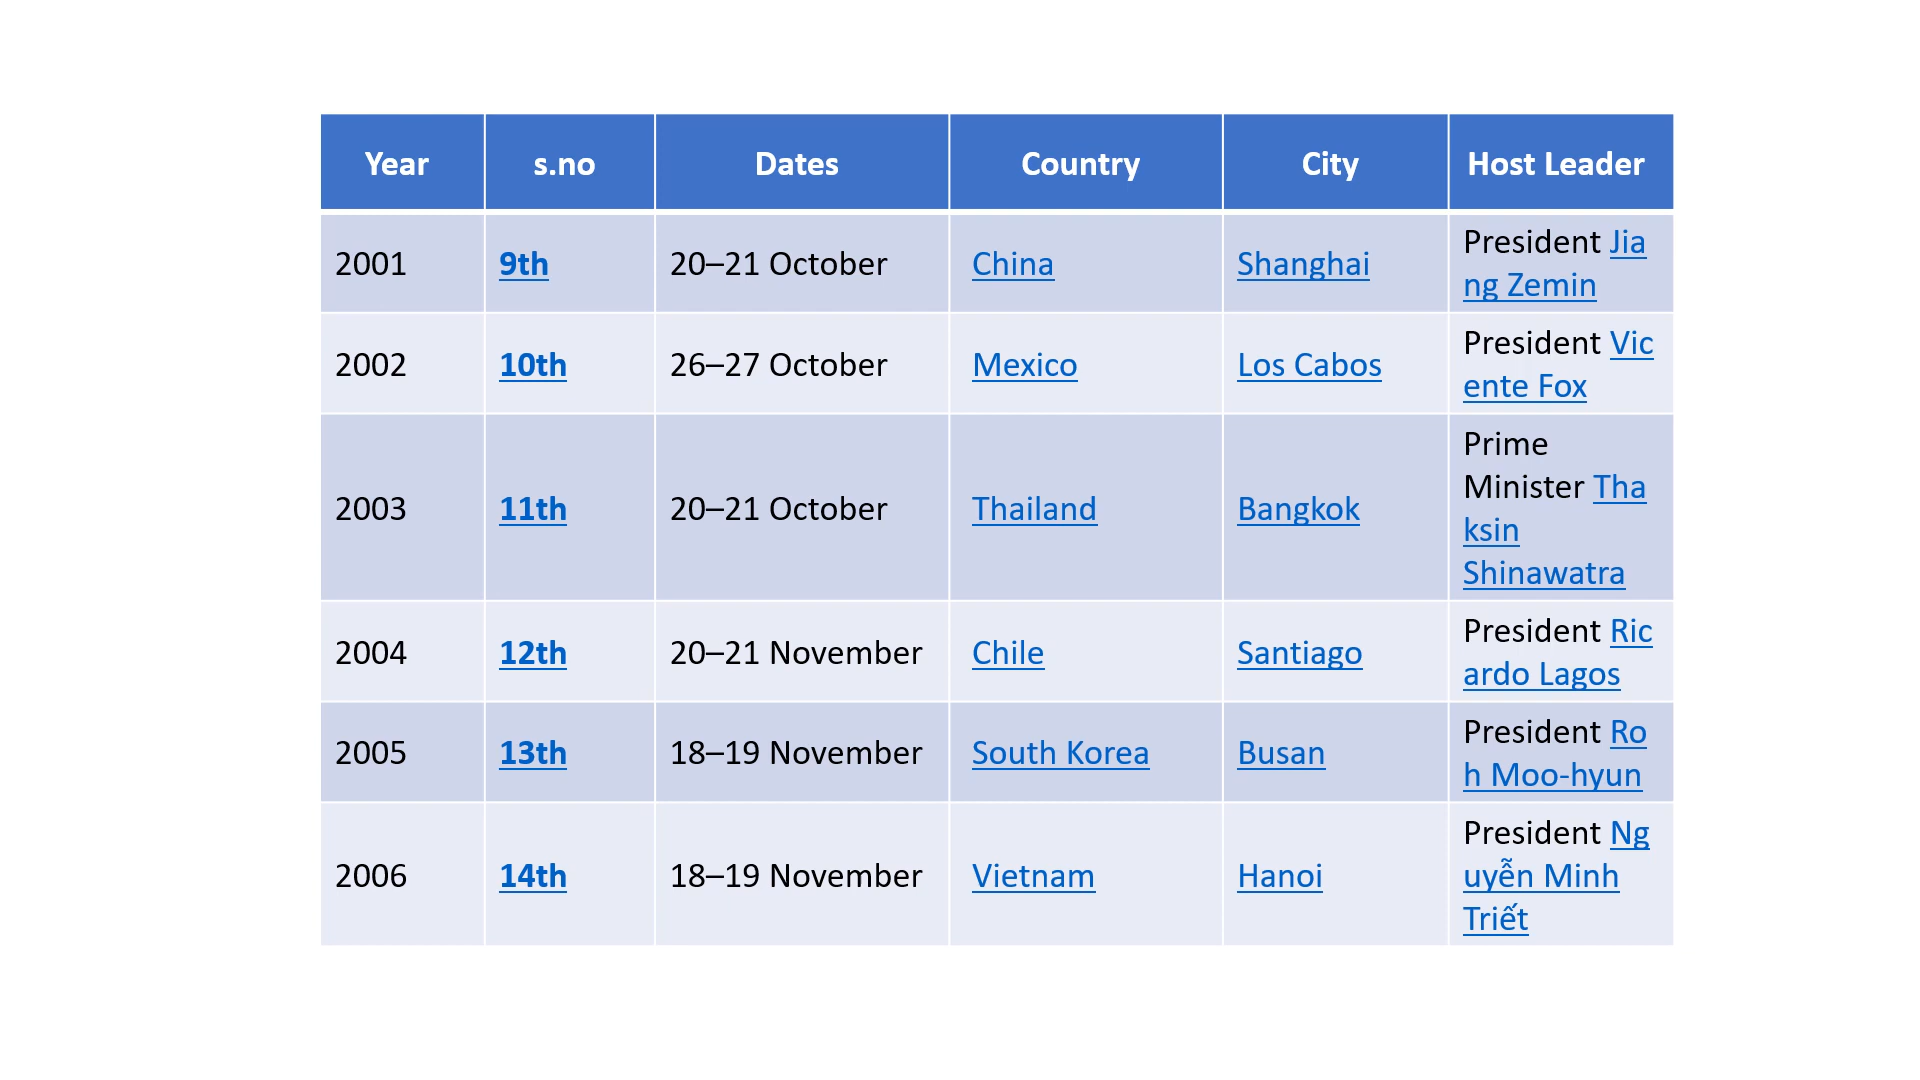 Year s.no Dates Country City Host Leader
2001 9th 20–21 October China Shanghai President Jia
ng Zemin
2002 10th 26–27 October Mexico Los Cabos President Vic
ente Fox
2003 11th 20–21 October Thailand Bangkok Prime
Minister Tha
ksin
Shinawatra
2004 12th 20–21 November Chile Santiago President Ric
ardo Lagos
2005 13th 18–19 November South Korea Busan President Ro
h Moo-hyun
2006 14th 18–19 November Vietnam Hanoi President Ng
uyễn Minh
Triết